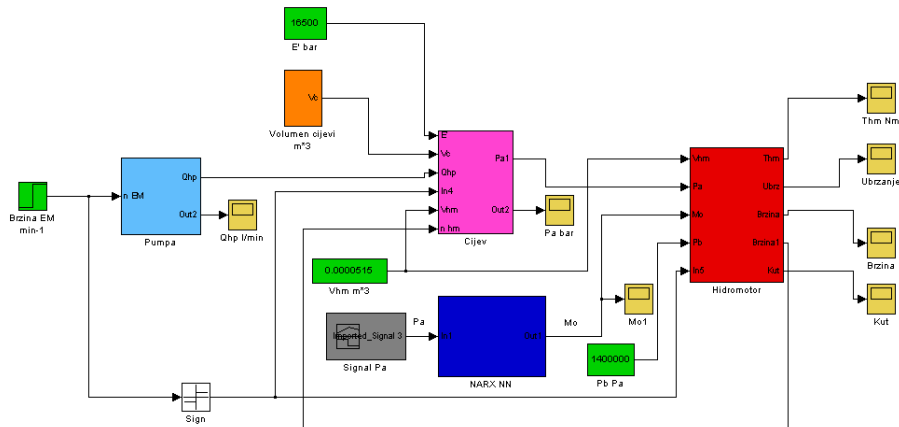 16500
E' bar
Vc
Volumen cijevi
m^3
Brzina EM
min-1
n EM
Qhp
Out2
Pumpa
Qhp l/min
E'
Vc
Qhp
In4
Vhm
n hm
Pa1
Out2
Cijev
Pa bar
0.0000515
Vhm m^3
Imported_Signal 3
Signal Pa
Pa
In1
Out1
NARX NN
Mo
Mo1
1400000
Pb Pa
Vhm
Pa
Mo
Pb
In5
Thm
Ubrz
Brzina
Brzina1
Kut
Hidromotor
Thm Nm
Ubrzanje
Brzina
Kut
Sign